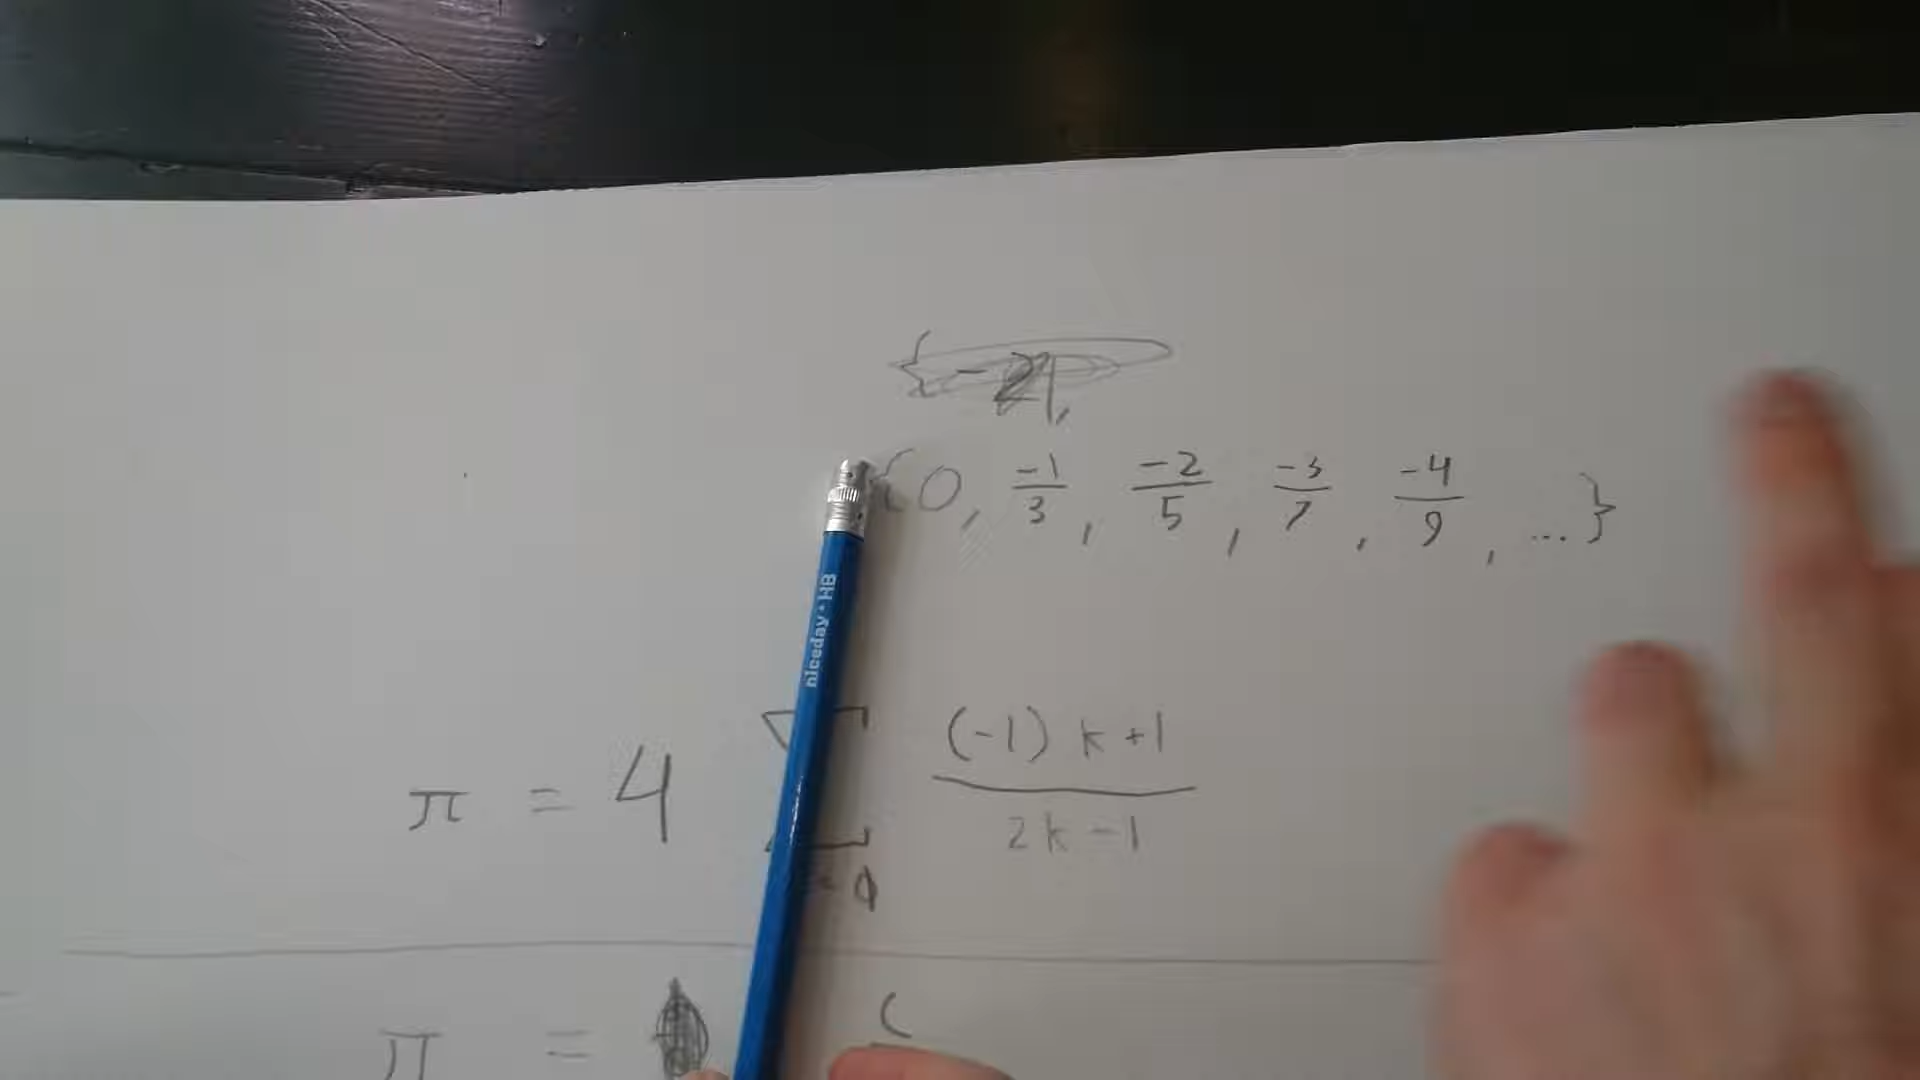 {0, -1/3, -2/5, -3/7, -4/9, ...}
niceday · HB
π = 4 Σ (-1) k+1
2k-1
π = (